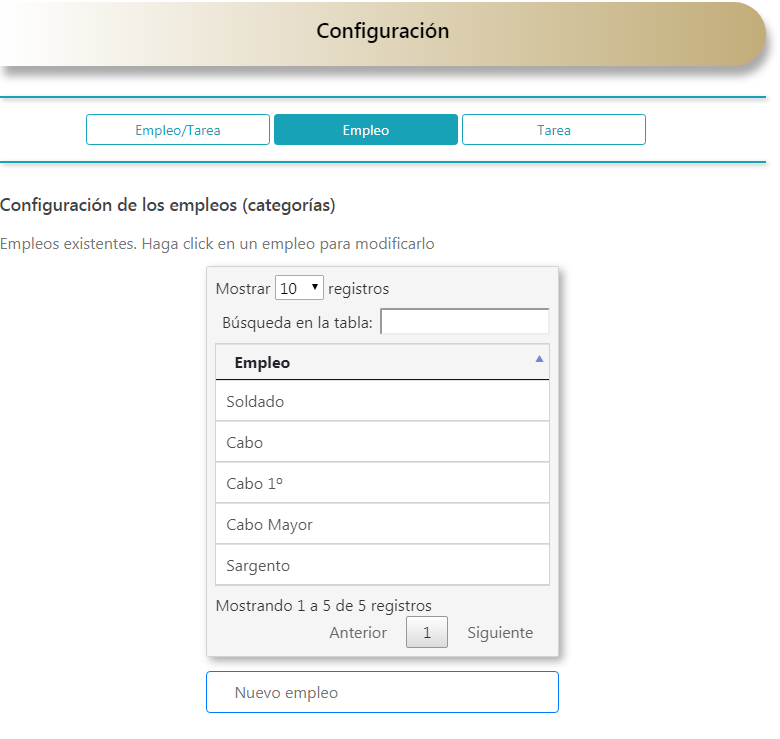 Configuración
Empleo/Tarea Empleo Tarea
Configuración de los empleos (categorías)
Empleos existentes. Haga click en un empleo para modificarlo
Mostrar 10 registros
Búsqueda en la tabla:
Empleo
Soldado
Cabo
Cabo 1º
Cabo Mayor
Sargento
Mostrando 1 a 5 de 5 registros
Anterior 1 Siguiente
Nuevo empleo